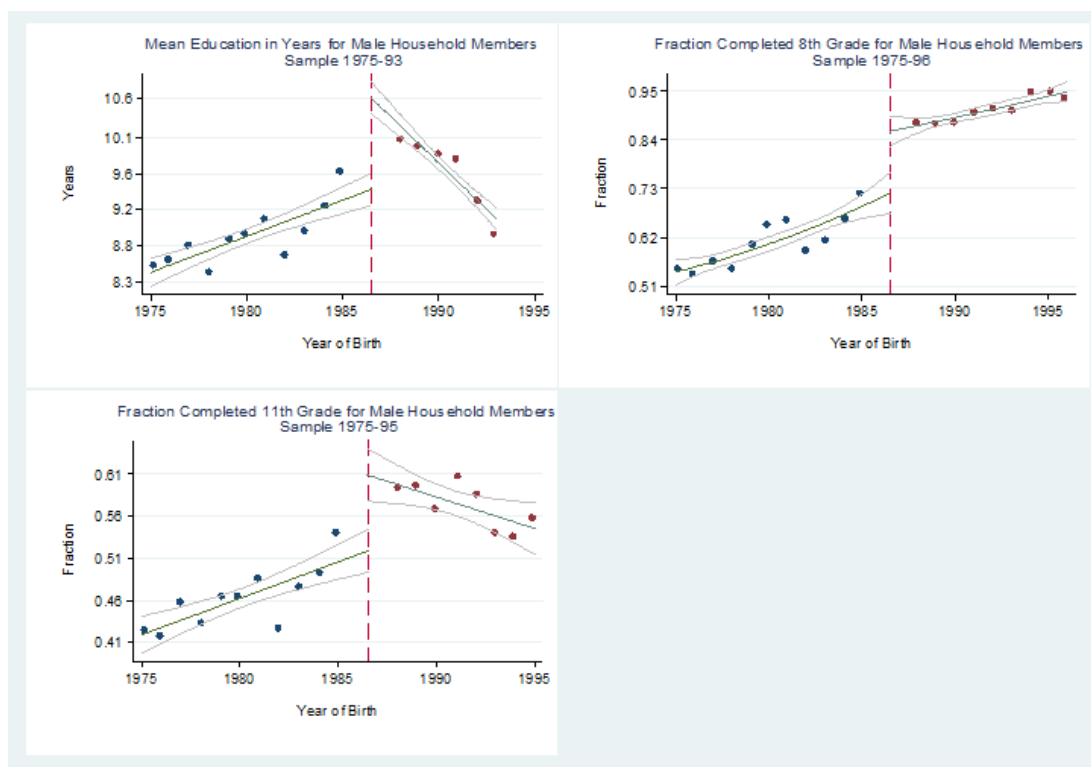 Mean Education in Years for Male Household Members
Sample 1975-93
10.6
10.1
9.6
9.2
8.8
8.3
Years
1975 1980 1985 1990 1995
Year of Birth
Fraction Completed 8th Grade for Male Household Members
Sample 1975-96
0.95
0.84
0.73
0.62
0.51
Fraction
1975 1980 1985 1990 1995
Year of Birth
Fraction Completed 11th Grade for Male Household Members
Sample 1975-95
0.61
0.56
0.51
0.46
0.41
Fraction
1975 1980 1985 1990 1995
Year of Birth